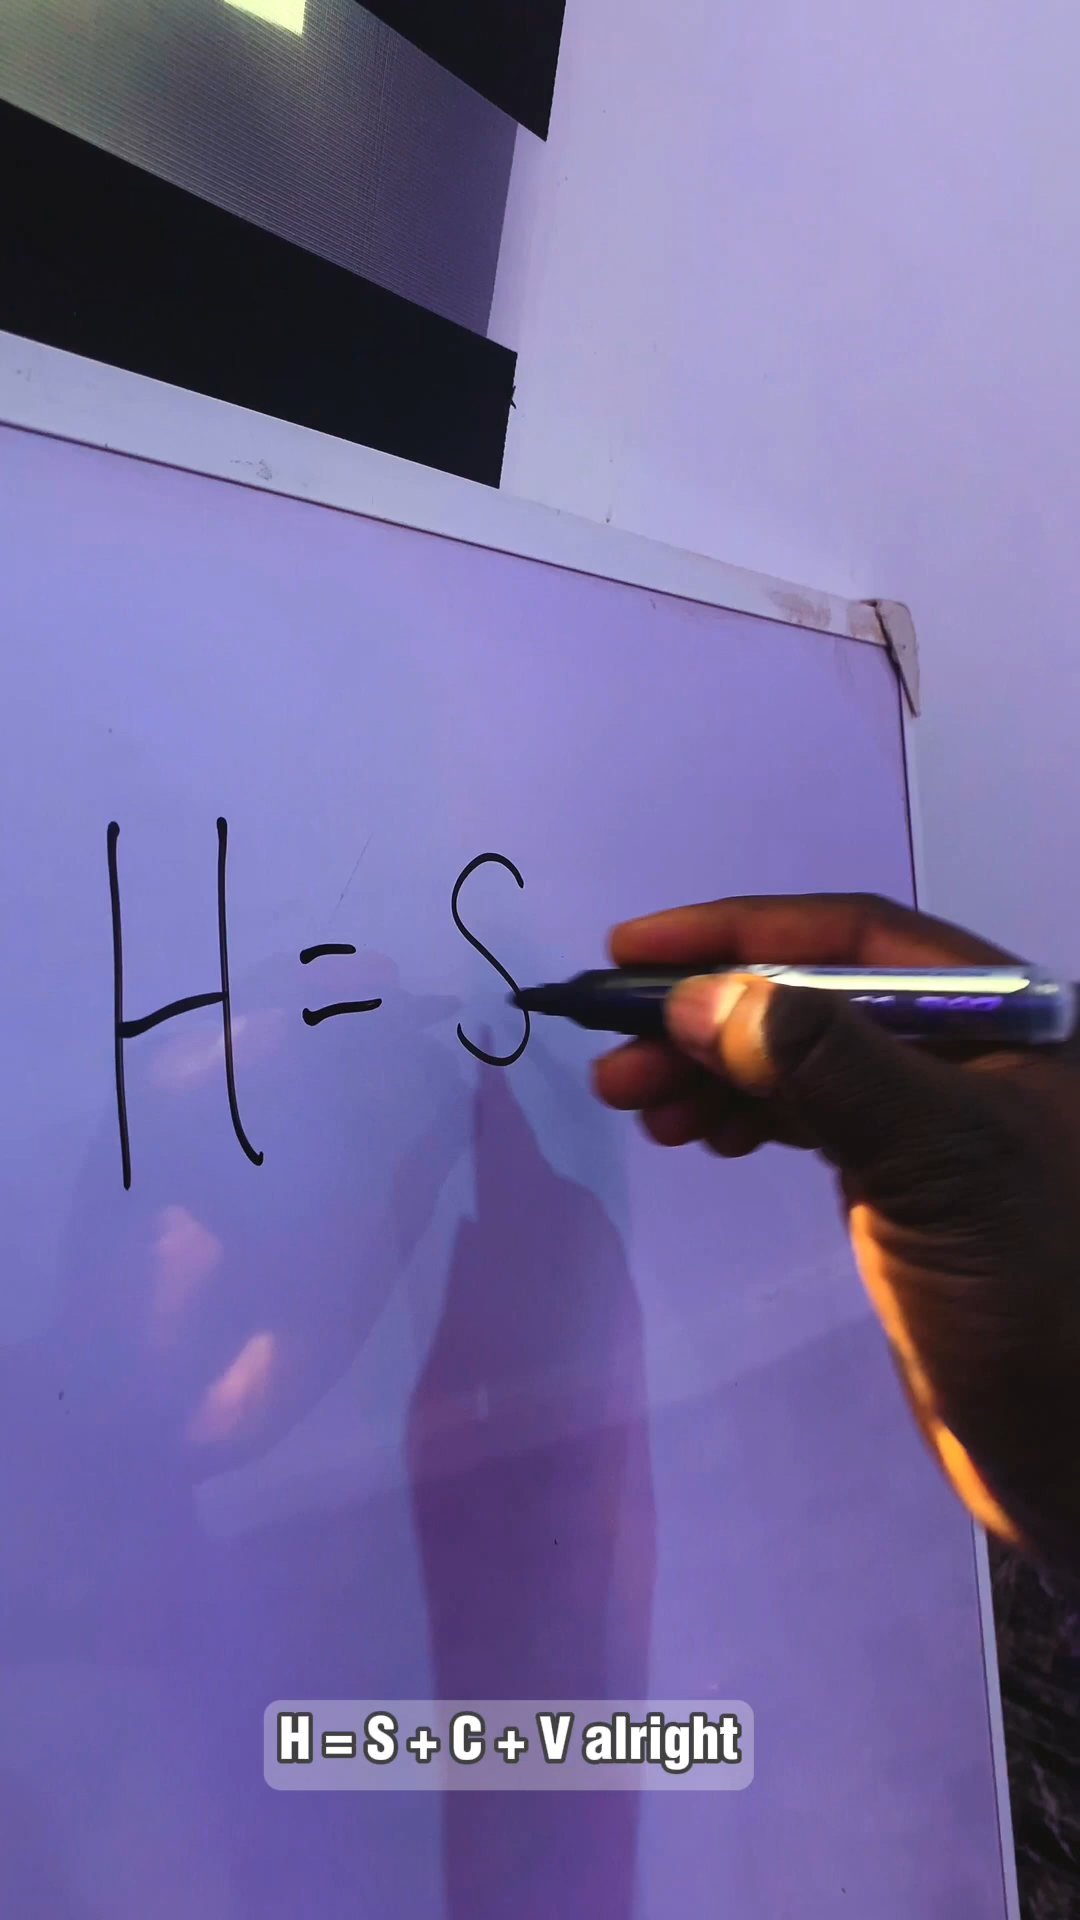 H = S
H = S + C + V alright